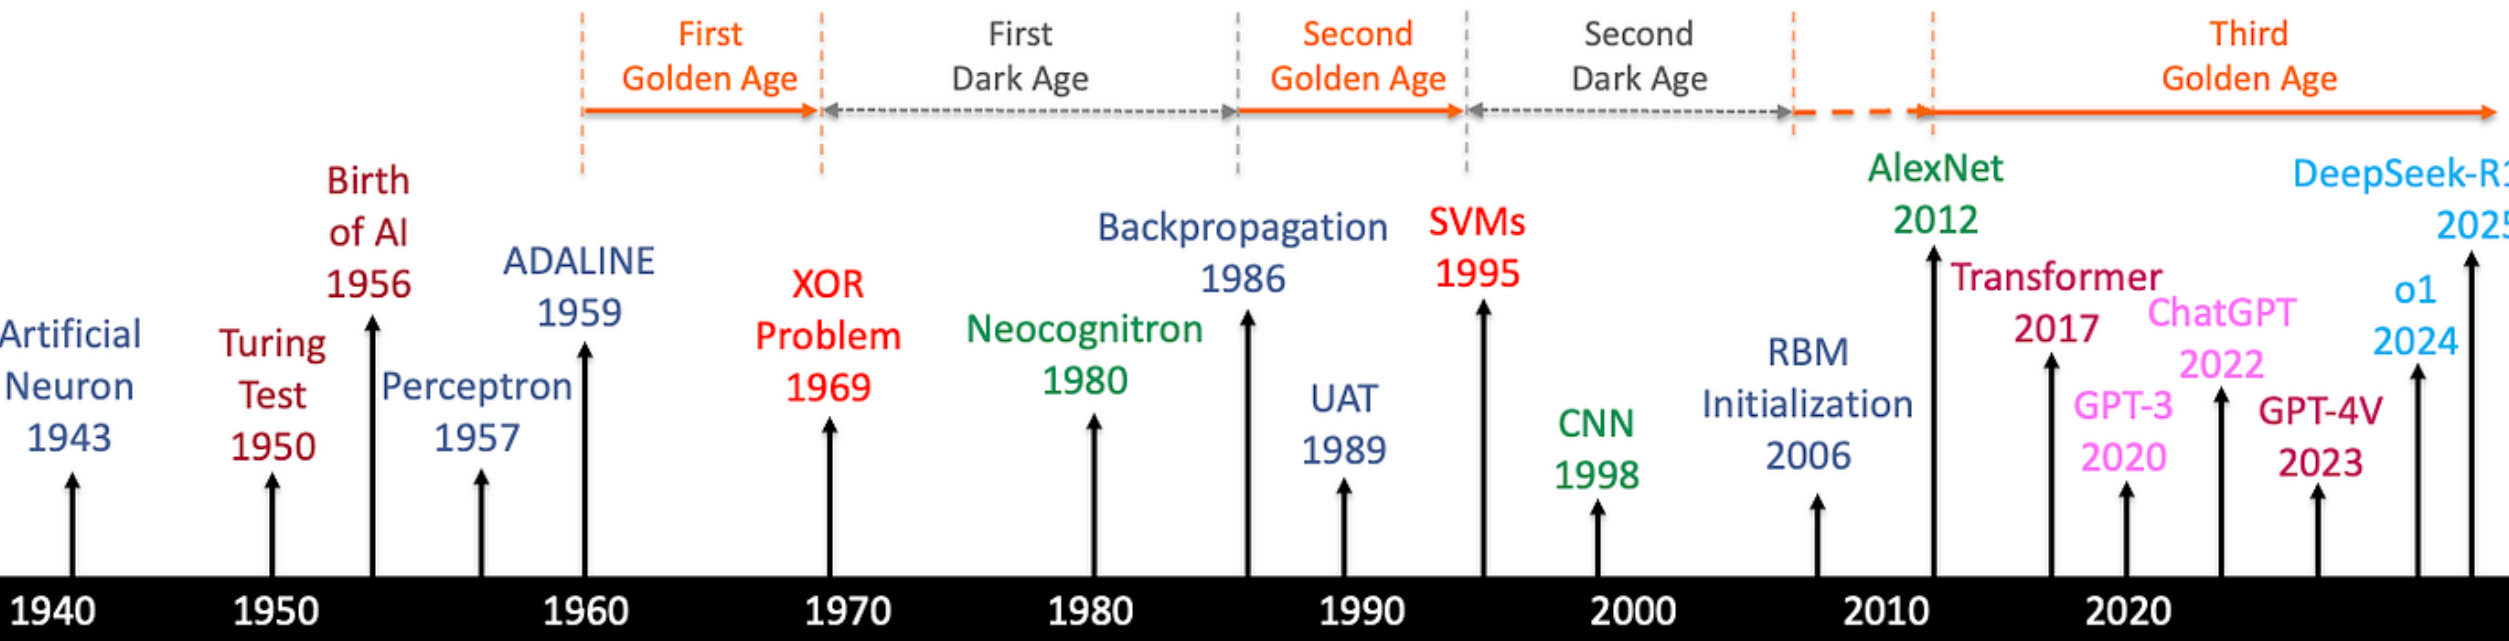 First
Golden Age
First
Dark Age
Second
Golden Age
Second
Dark Age
Third
Golden Age
Artificial
Neuron
1943
Turing
Test
1950
Birth
of AI
1956
Perceptron
1957
ADALINE
1959
XOR
Problem
1969
Neocognitron
1980
Backpropagation
1986
UAT
1989
SVMs
1995
CNN
1998
RBM
Initialization
2006
AlexNet
2012
Transformer
2017
GPT-3
2020
ChatGPT
2022
GPT-4V
2023
o1
2024
DeepSeek-R1
2025
1940 1950 1960 1970 1980 1990 2000 2010 2020